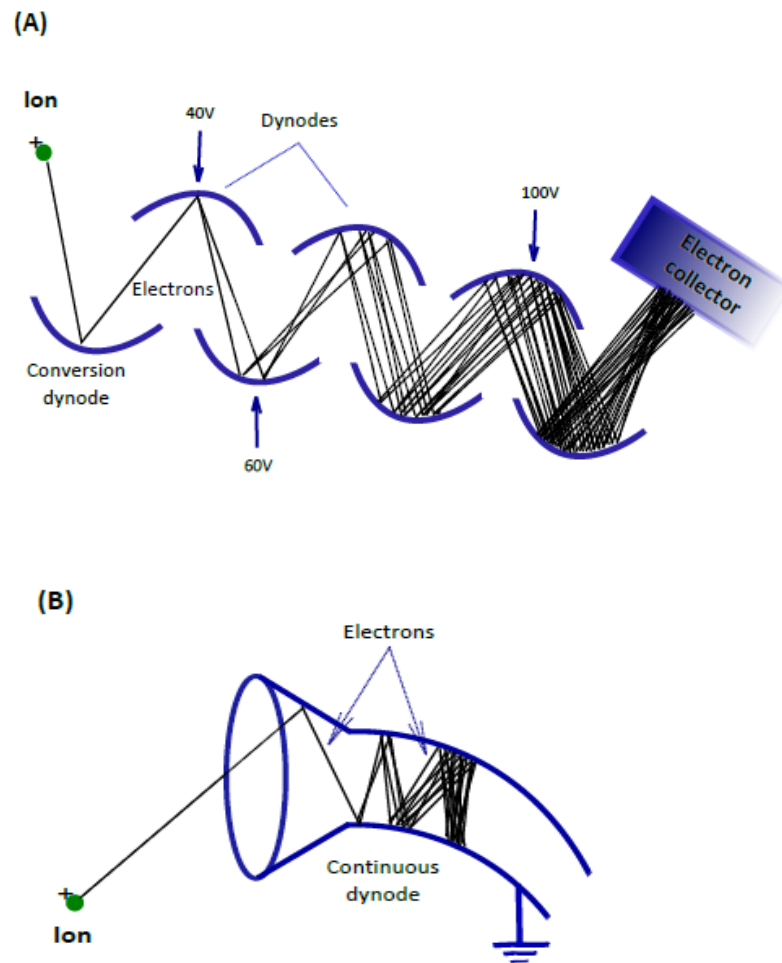 (A)
Ion
+
40V
Dynodes
100V
Electron
collector
Electrons
Conversion
dynode
60V
(B)
Electrons
Continuous
dynode
+
Ion